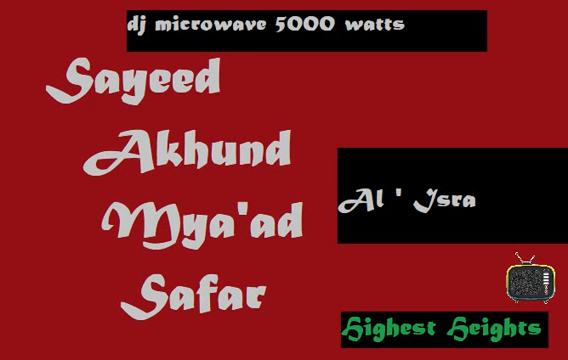 dj microwave 5000 watts
Sayeed
Akhund
Mya'ad
Safar
Al ' Isra
Highest Heights